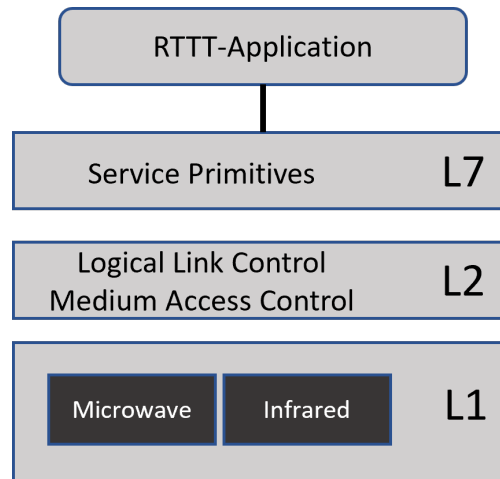 RTTT-Application
Service Primitives L7
Logical Link Control
Medium Access Control L2
Microwave Infrared L1